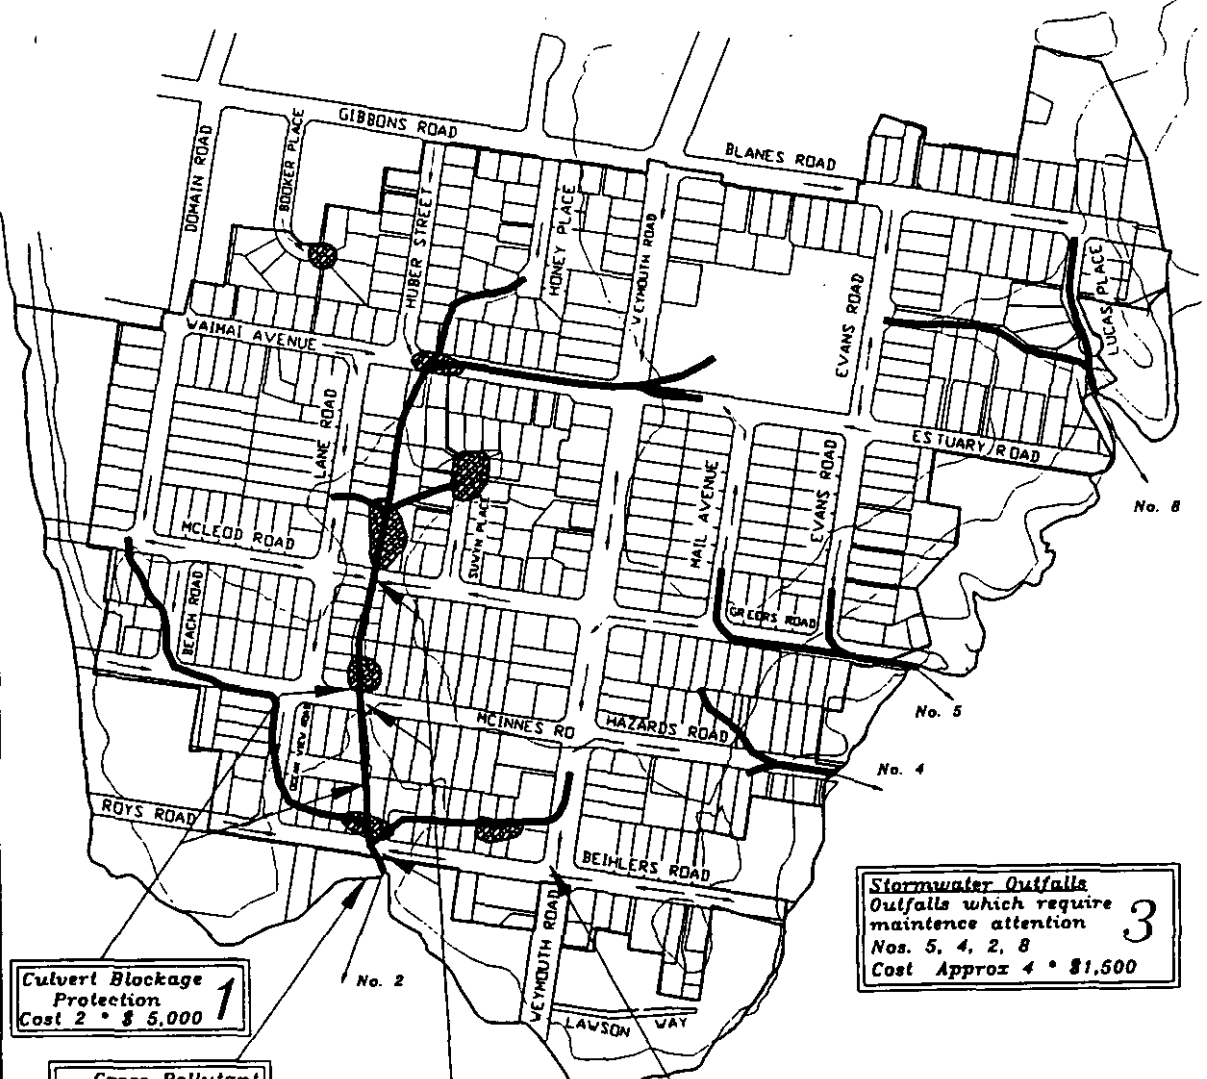 GIBBONS ROAD
BOOKER PLACE
DOMAIN ROAD
BLANES ROAD
HUBER STREET
HONEY PLACE
WEYMOUTH ROAD
EVANS ROAD
LUCAS PLACE
WAIMAI AVENUE
LANE ROAD
ESTUARY ROAD
MAIL AVENUE
EVANS ROAD
No. 8
MCLEOD ROAD
BEACH ROAD
GREERS ROAD
No. 5
MCINNES RD
HAZARDS ROAD
No. 4
ROYS ROAD
BEIHLERS ROAD
WEYMOUTH ROAD
No. 2
LAWSON WAY
Stormwater Outfalls
Outfalls which require
maintence attention
Nos. 5, 4, 2, 8
Cost Approx 4 * $1,500
3
Culvert Blockage
Protection
Cost 2 * $ 5,000
1